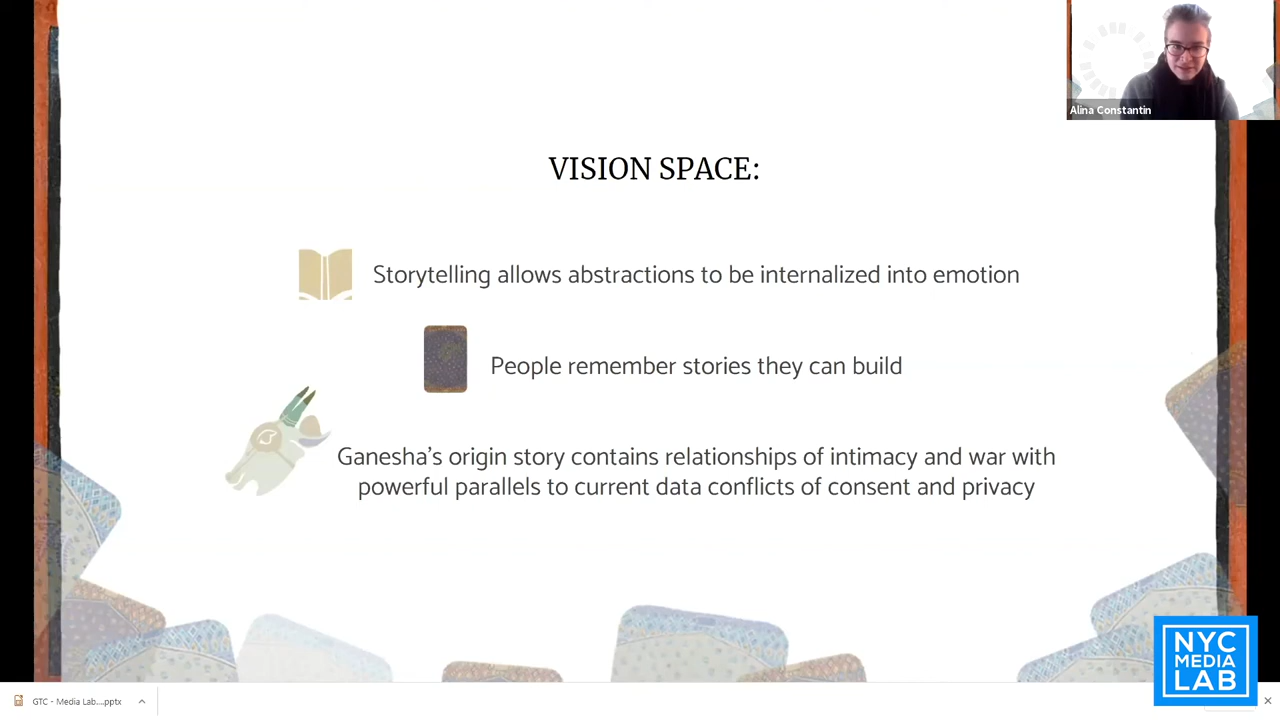 Alina Constantin
VISION SPACE:
Storytelling allows abstractions to be internalized into emotion
People remember stories they can build
Ganesha’s origin story contains relationships of intimacy and war with
powerful parallels to current data conflicts of consent and privacy
NYC
MEDIA
LAB
GTC - Media Lab....pptx